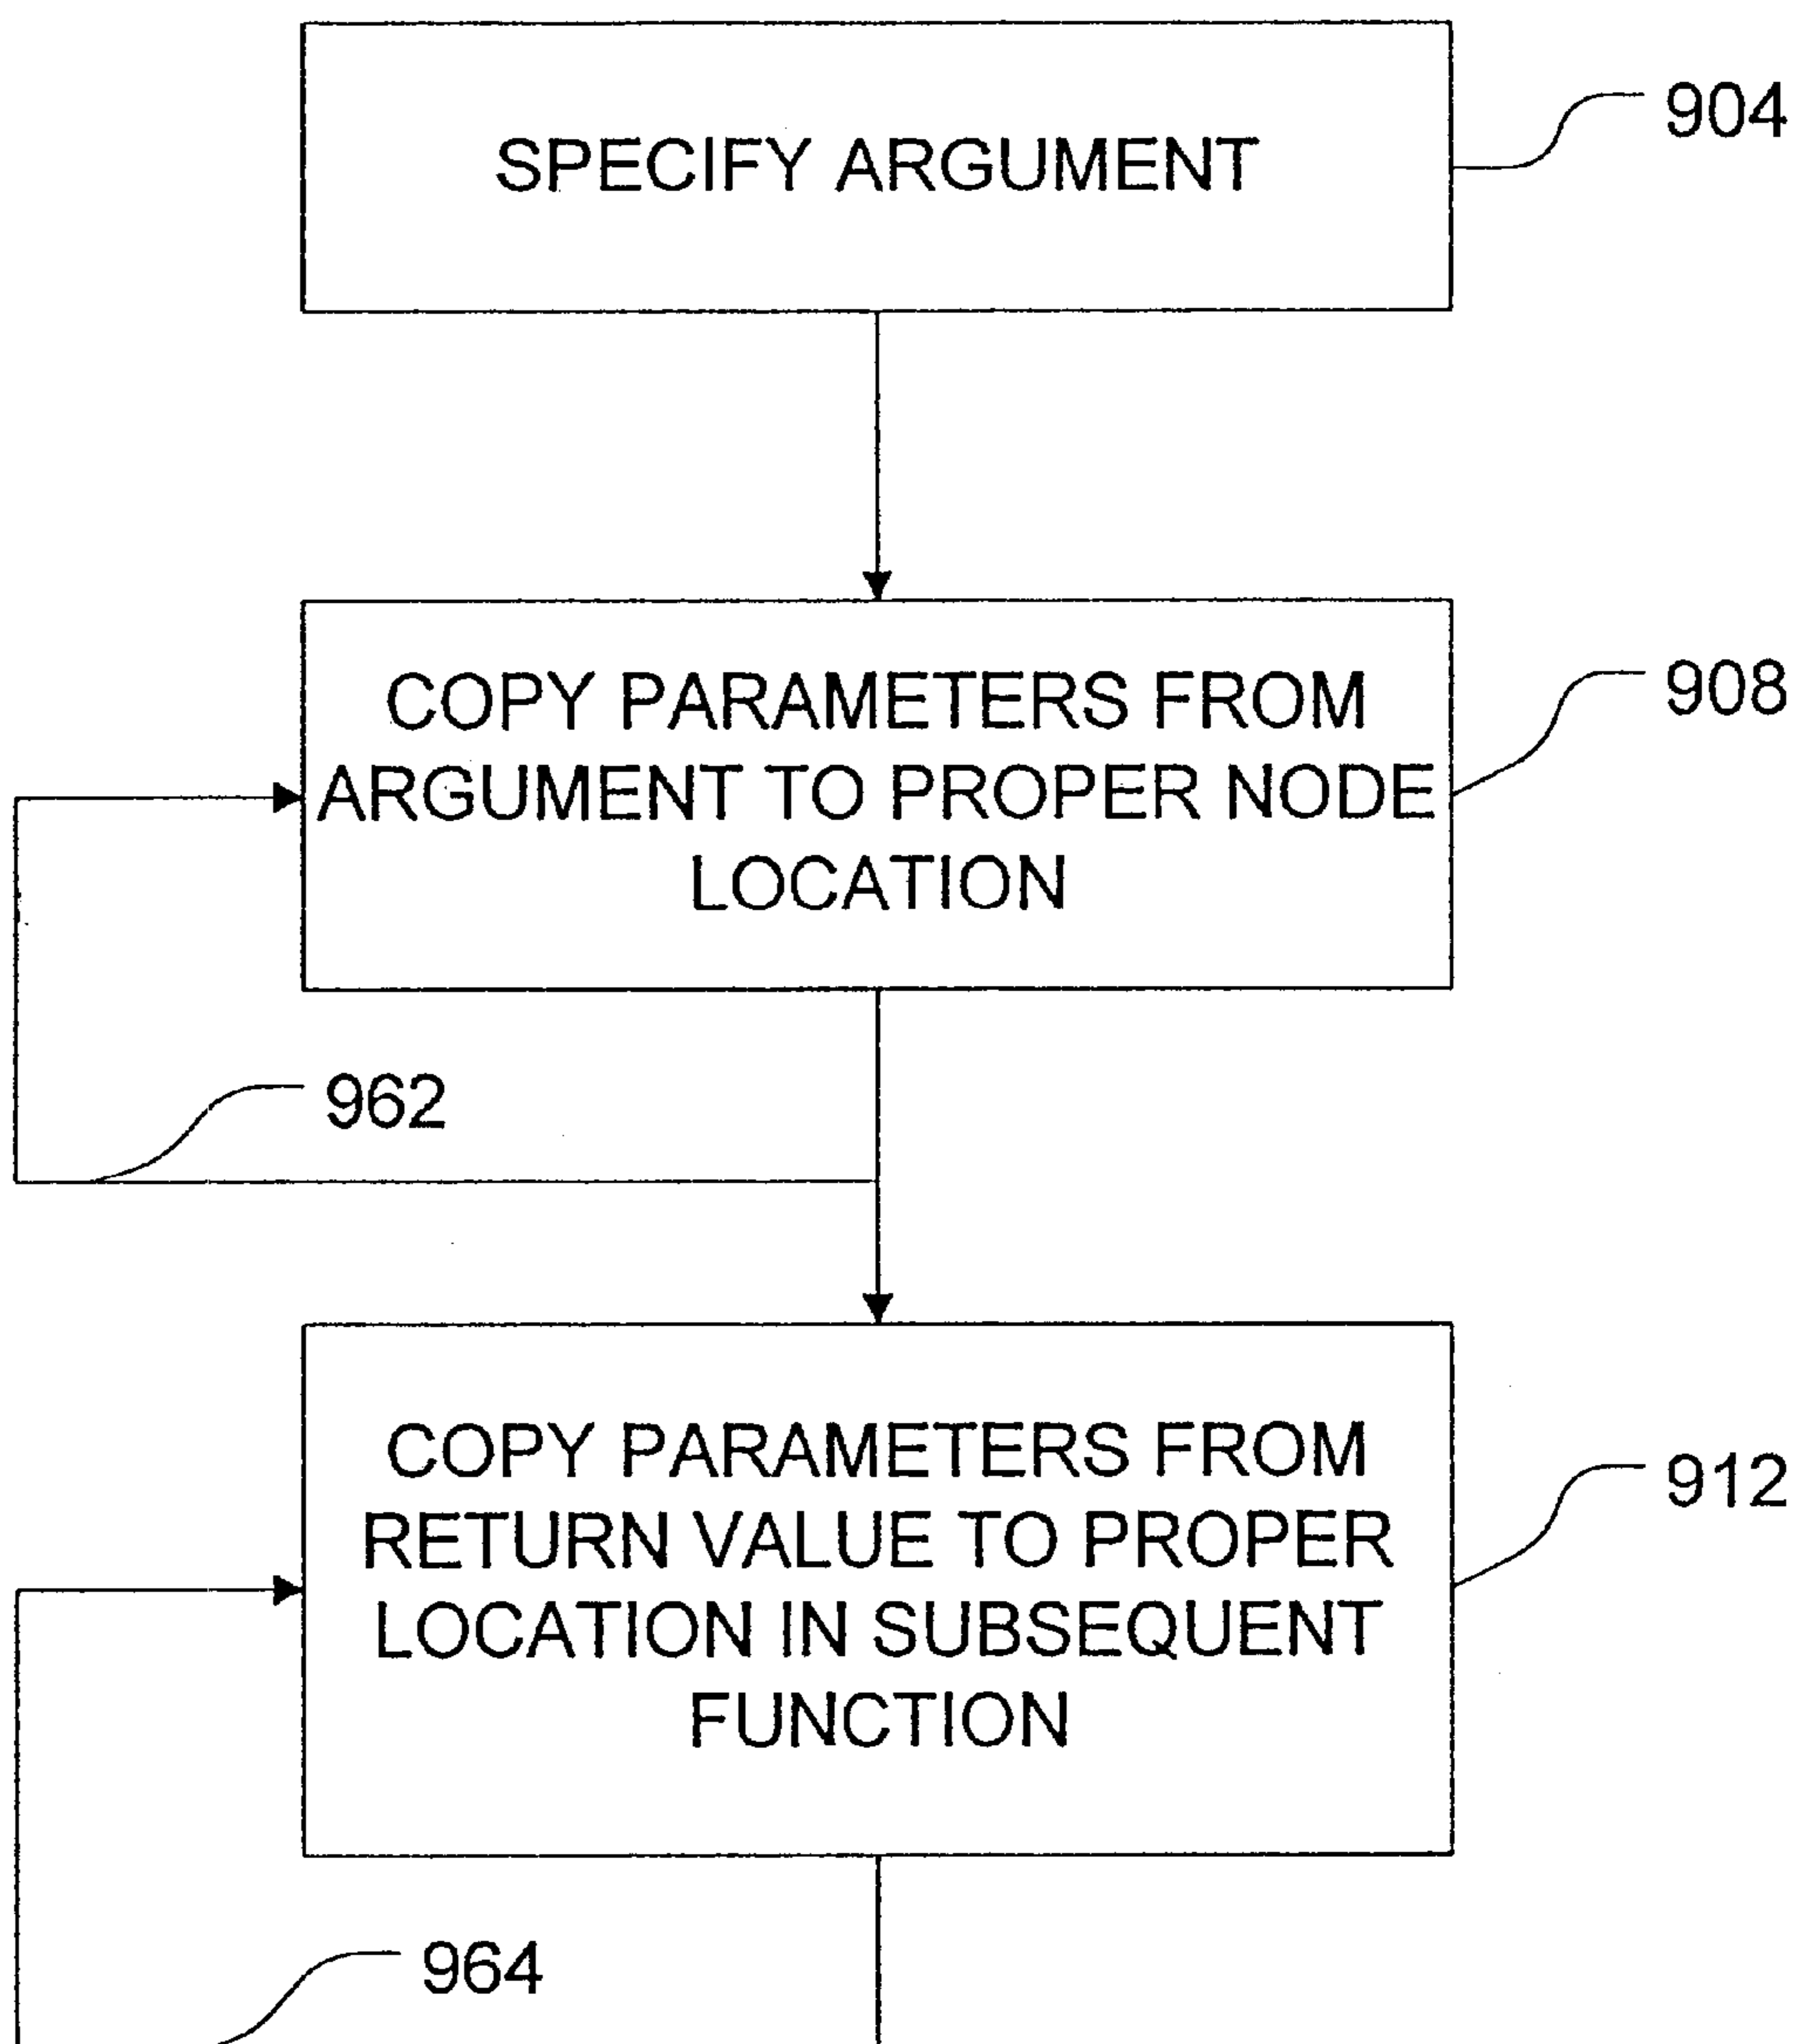 SPECIFY ARGUMENT
904
COPY PARAMETERS FROM
ARGUMENT TO PROPER NODE
LOCATION
908
962
COPY PARAMETERS FROM
RETURN VALUE TO PROPER
LOCATION IN SUBSEQUENT
FUNCTION
912
964